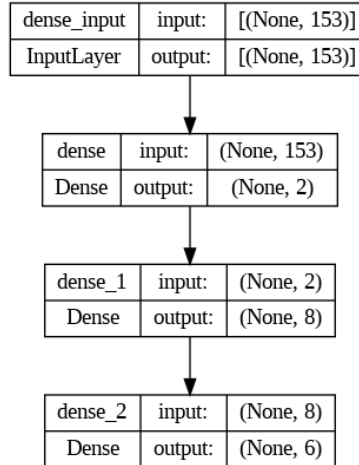 dense_input input: [(None, 153)]
InputLayer output: [(None, 153)]
dense input: (None, 153)
Dense output: (None, 2)
dense_1 input: (None, 2)
Dense output: (None, 8)
dense_2 input: (None, 8)
Dense output: (None, 6)